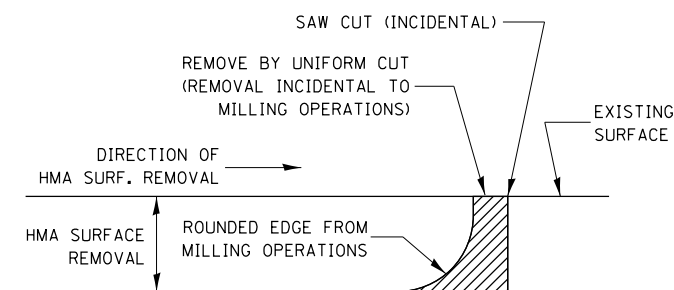 SAW CUT (INCIDENTAL)
REMOVE BY UNIFORM CUT
(REMOVAL INCIDENTAL TO
MILLING OPERATIONS)
EXISTING
SURFACE
DIRECTION OF
HMA SURF. REMOVAL
HMA SURFACE
REMOVAL
ROUNDED EDGE FROM
MILLING OPERATIONS